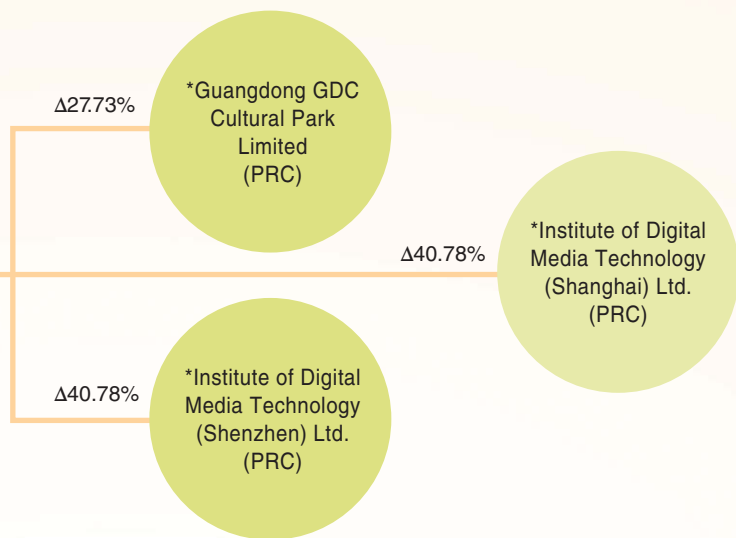 Δ27.73%
*Guangdong GDC
Cultural Park
Limited
(PRC)
Δ40.78%
*Institute of Digital
Media Technology
(Shanghai) Ltd.
(PRC)
Δ40.78%
*Institute of Digital
Media Technology
(Shenzhen) Ltd.
(PRC)